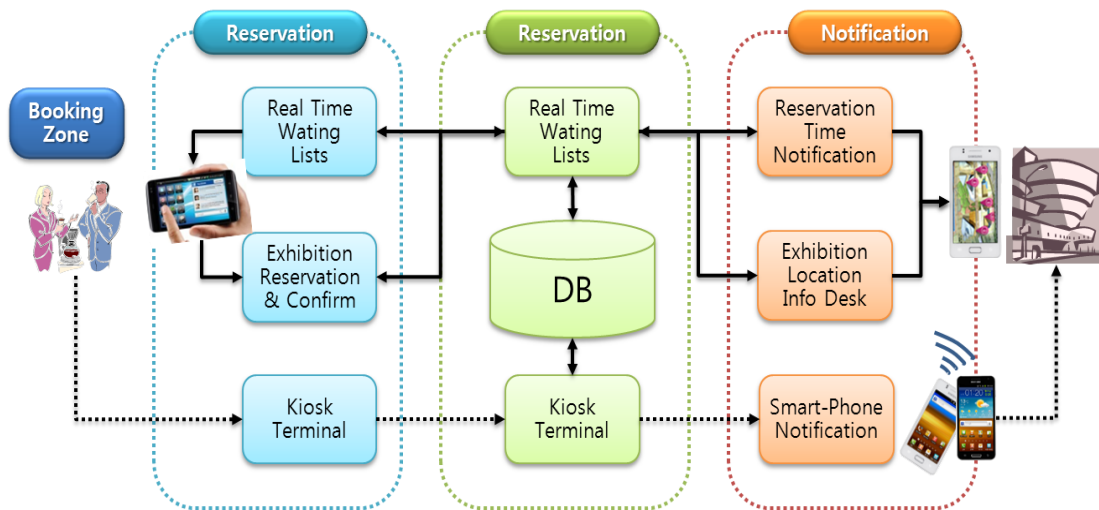 Reservation
Reservation
Notification
Booking
Zone
Real Time
Wating
Lists
Real Time
Wating
Lists
Reservation
Time
Notification
Exhibition
Reservation
& Confirm
DB
Exhibition
Location
Info Desk
Kiosk
Terminal
Kiosk
Terminal
Smart-Phone
Notification